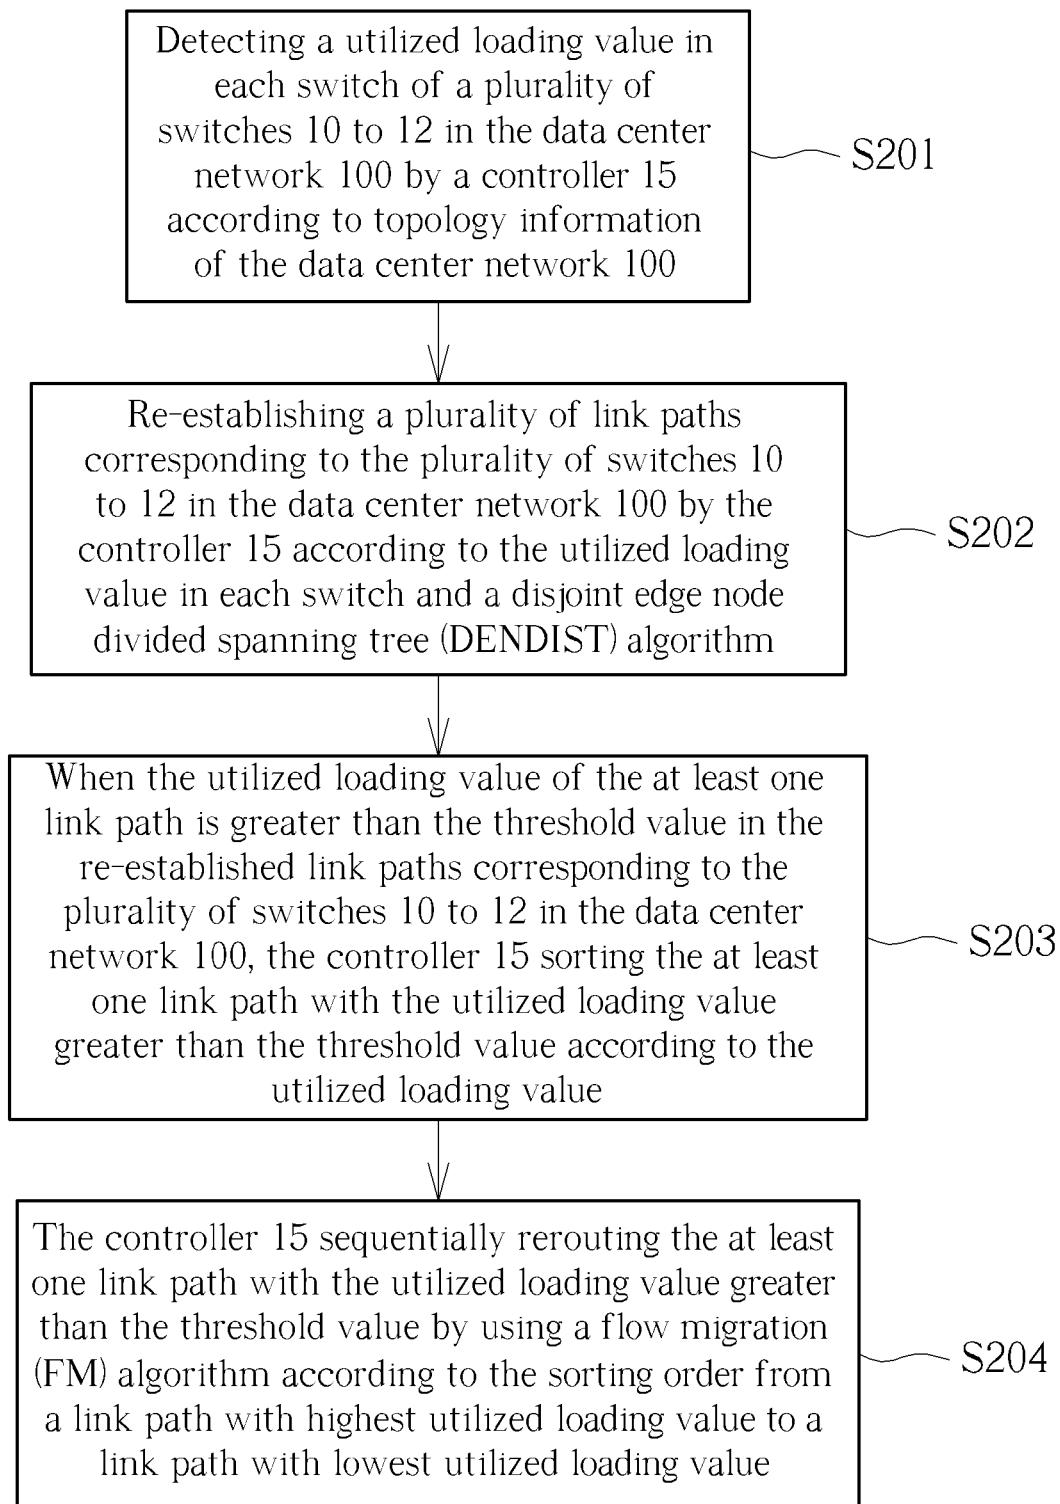 Detecting a utilized loading value in
each switch of a plurality of
switches 10 to 12 in the data center
network 100 by a controller 15
according to topology information
of the data center network 100
S201
Re-establishing a plurality of link paths
corresponding to the plurality of switches 10
to 12 in the data center network 100 by the
controller 15 according to the utilized loading
value in each switch and a disjoint edge node
divided spanning tree (DENDIST) algorithm
S202
When the utilized loading value of the at least one
link path is greater than the threshold value in the
re-established link paths corresponding to the
plurality of switches 10 to 12 in the data center
network 100, the controller 15 sorting the at least
one link path with the utilized loading value
greater than the threshold value according to the
utilized loading value
S203
The controller 15 sequentially rerouting the at least
one link path with the utilized loading value greater
than the threshold value by using a flow migration
(FM) algorithm according to the sorting order from
a link path with highest utilized loading value to a
link path with lowest utilized loading value
S204